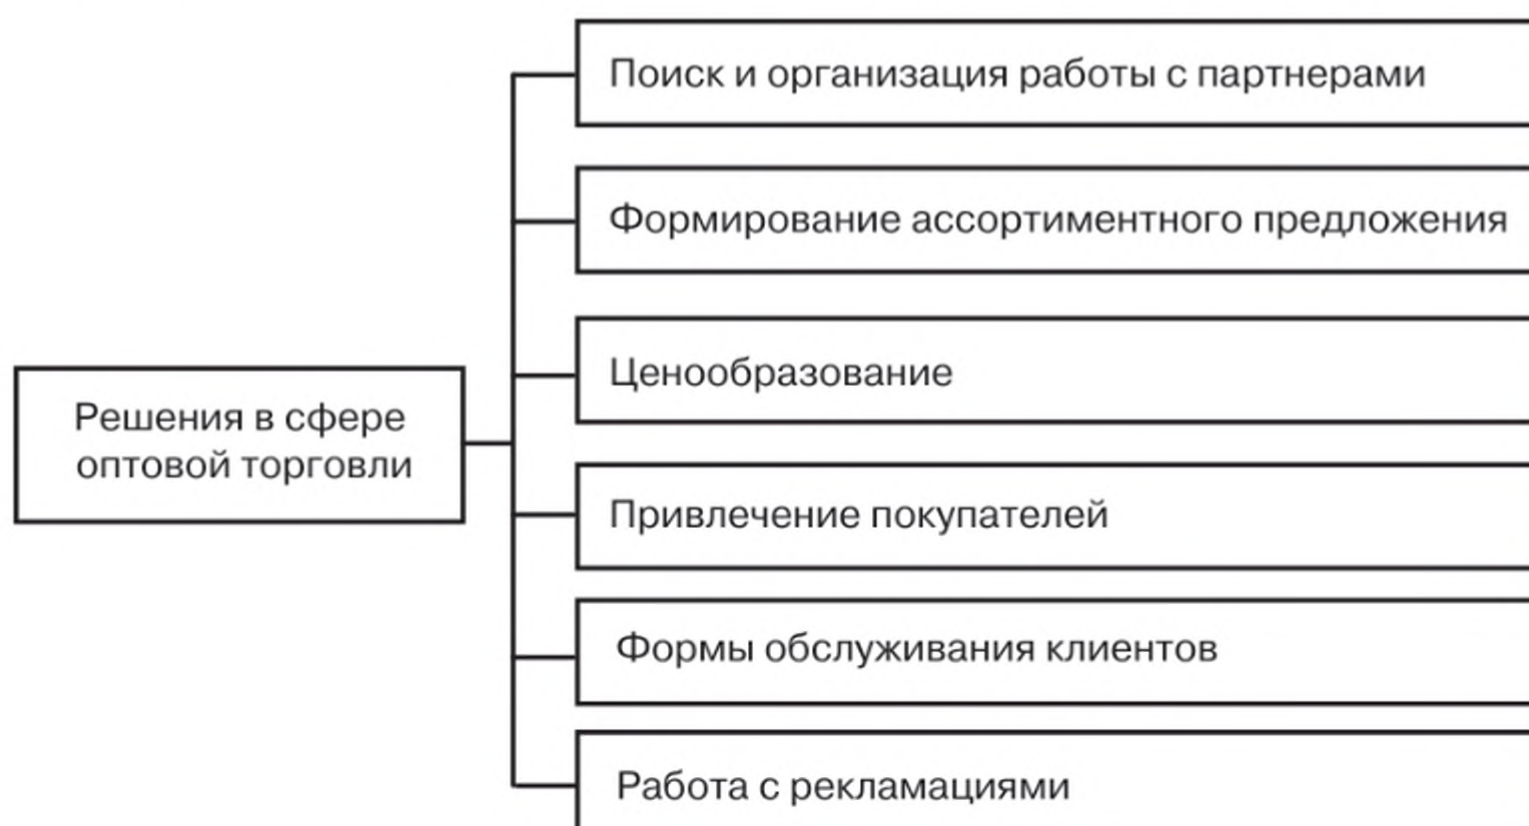 Поиск и организация работы с партнерами
Формирование ассортиментного предложения
Ценообразование
Решения в сфере
оптовой торговли
Привлечение покупателей
Формы обслуживания клиентов
Работа с рекламациями